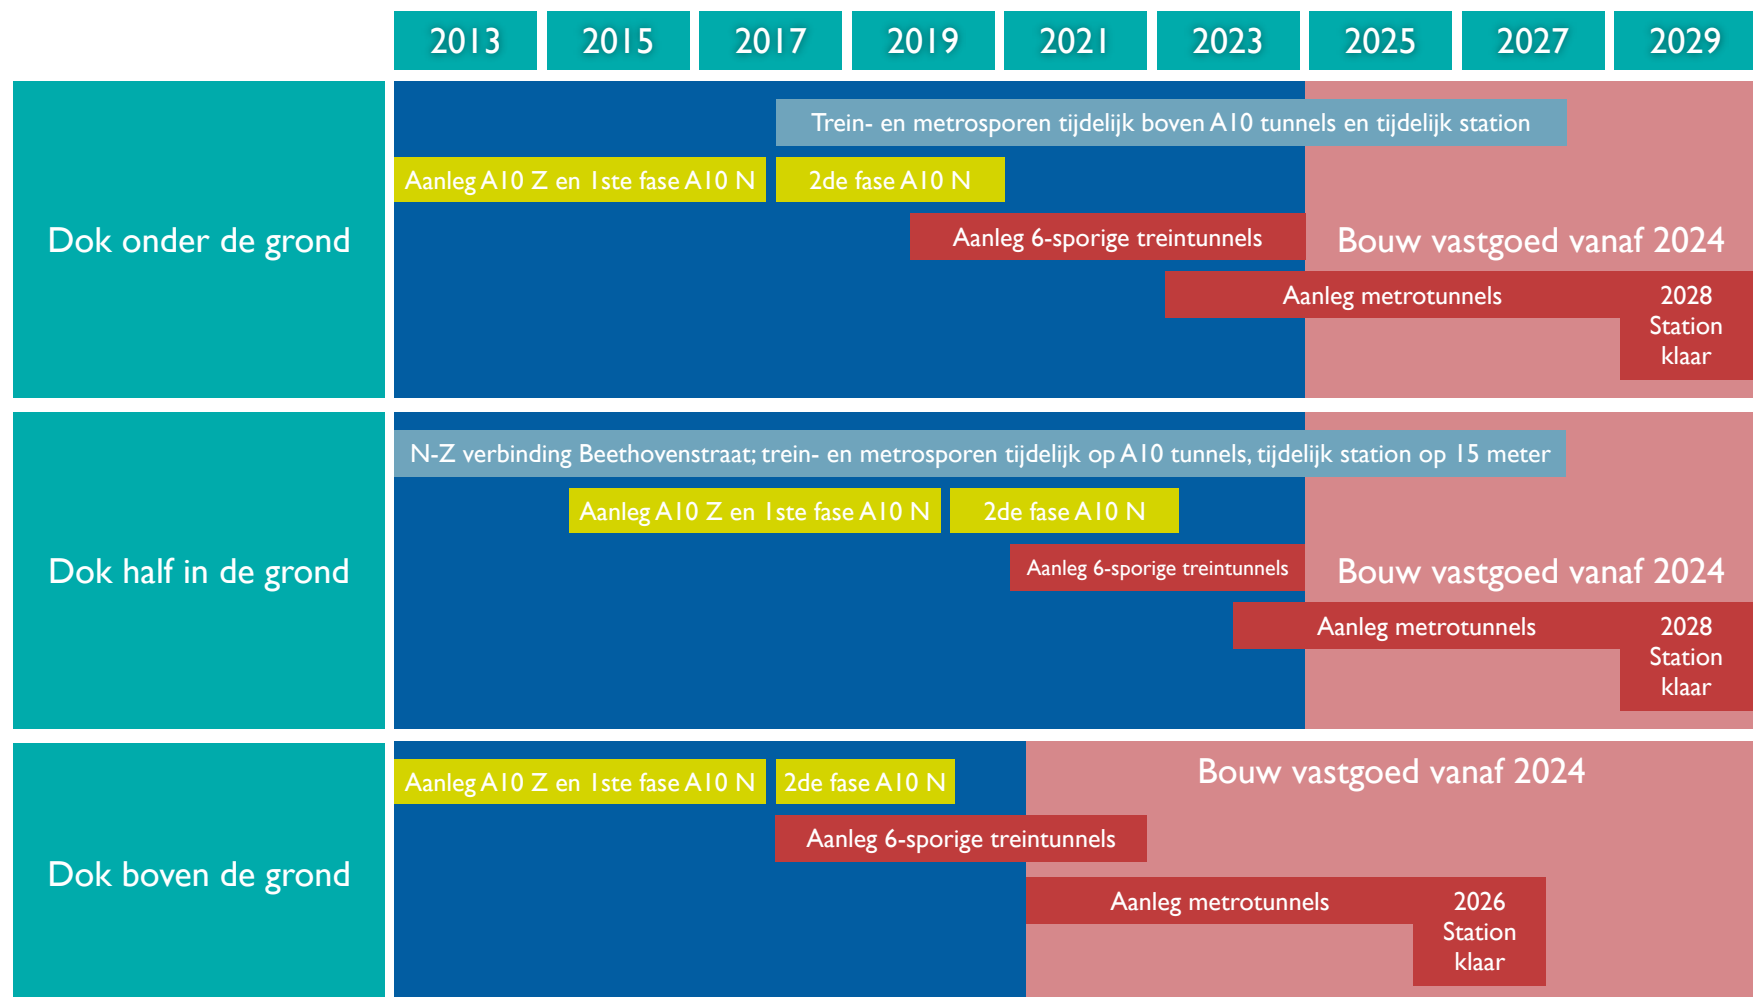 2013 2015 2017 2019 2021 2023 2025 2027 2029
Dok onder de grond
Trein- en metrosporen tijdelijk boven A10 tunnels en tijdelijk station
Aanleg A10 Z en 1ste fase A10 N
2de fase A10 N
Aanleg 6-sporige treintunnels
Bouw vastgoed vanaf 2024
Aanleg metrotunnels
2028
Station
klaar
Dok half in de grond
N-Z verbinding Beethovenstraat; trein- en metrosporen tijdelijk op A10 tunnels, tijdelijk station op 15 meter
Aanleg A10 Z en 1ste fase A10 N
2de fase A10 N
Aanleg 6-sporige treintunnels
Bouw vastgoed vanaf 2024
Aanleg metrotunnels
2028
Station
klaar
Dok boven de grond
Aanleg A10 Z en 1ste fase A10 N
2de fase A10 N
Bouw vastgoed vanaf 2024
Aanleg 6-sporige treintunnels
Aanleg metrotunnels
2026
Station
klaar